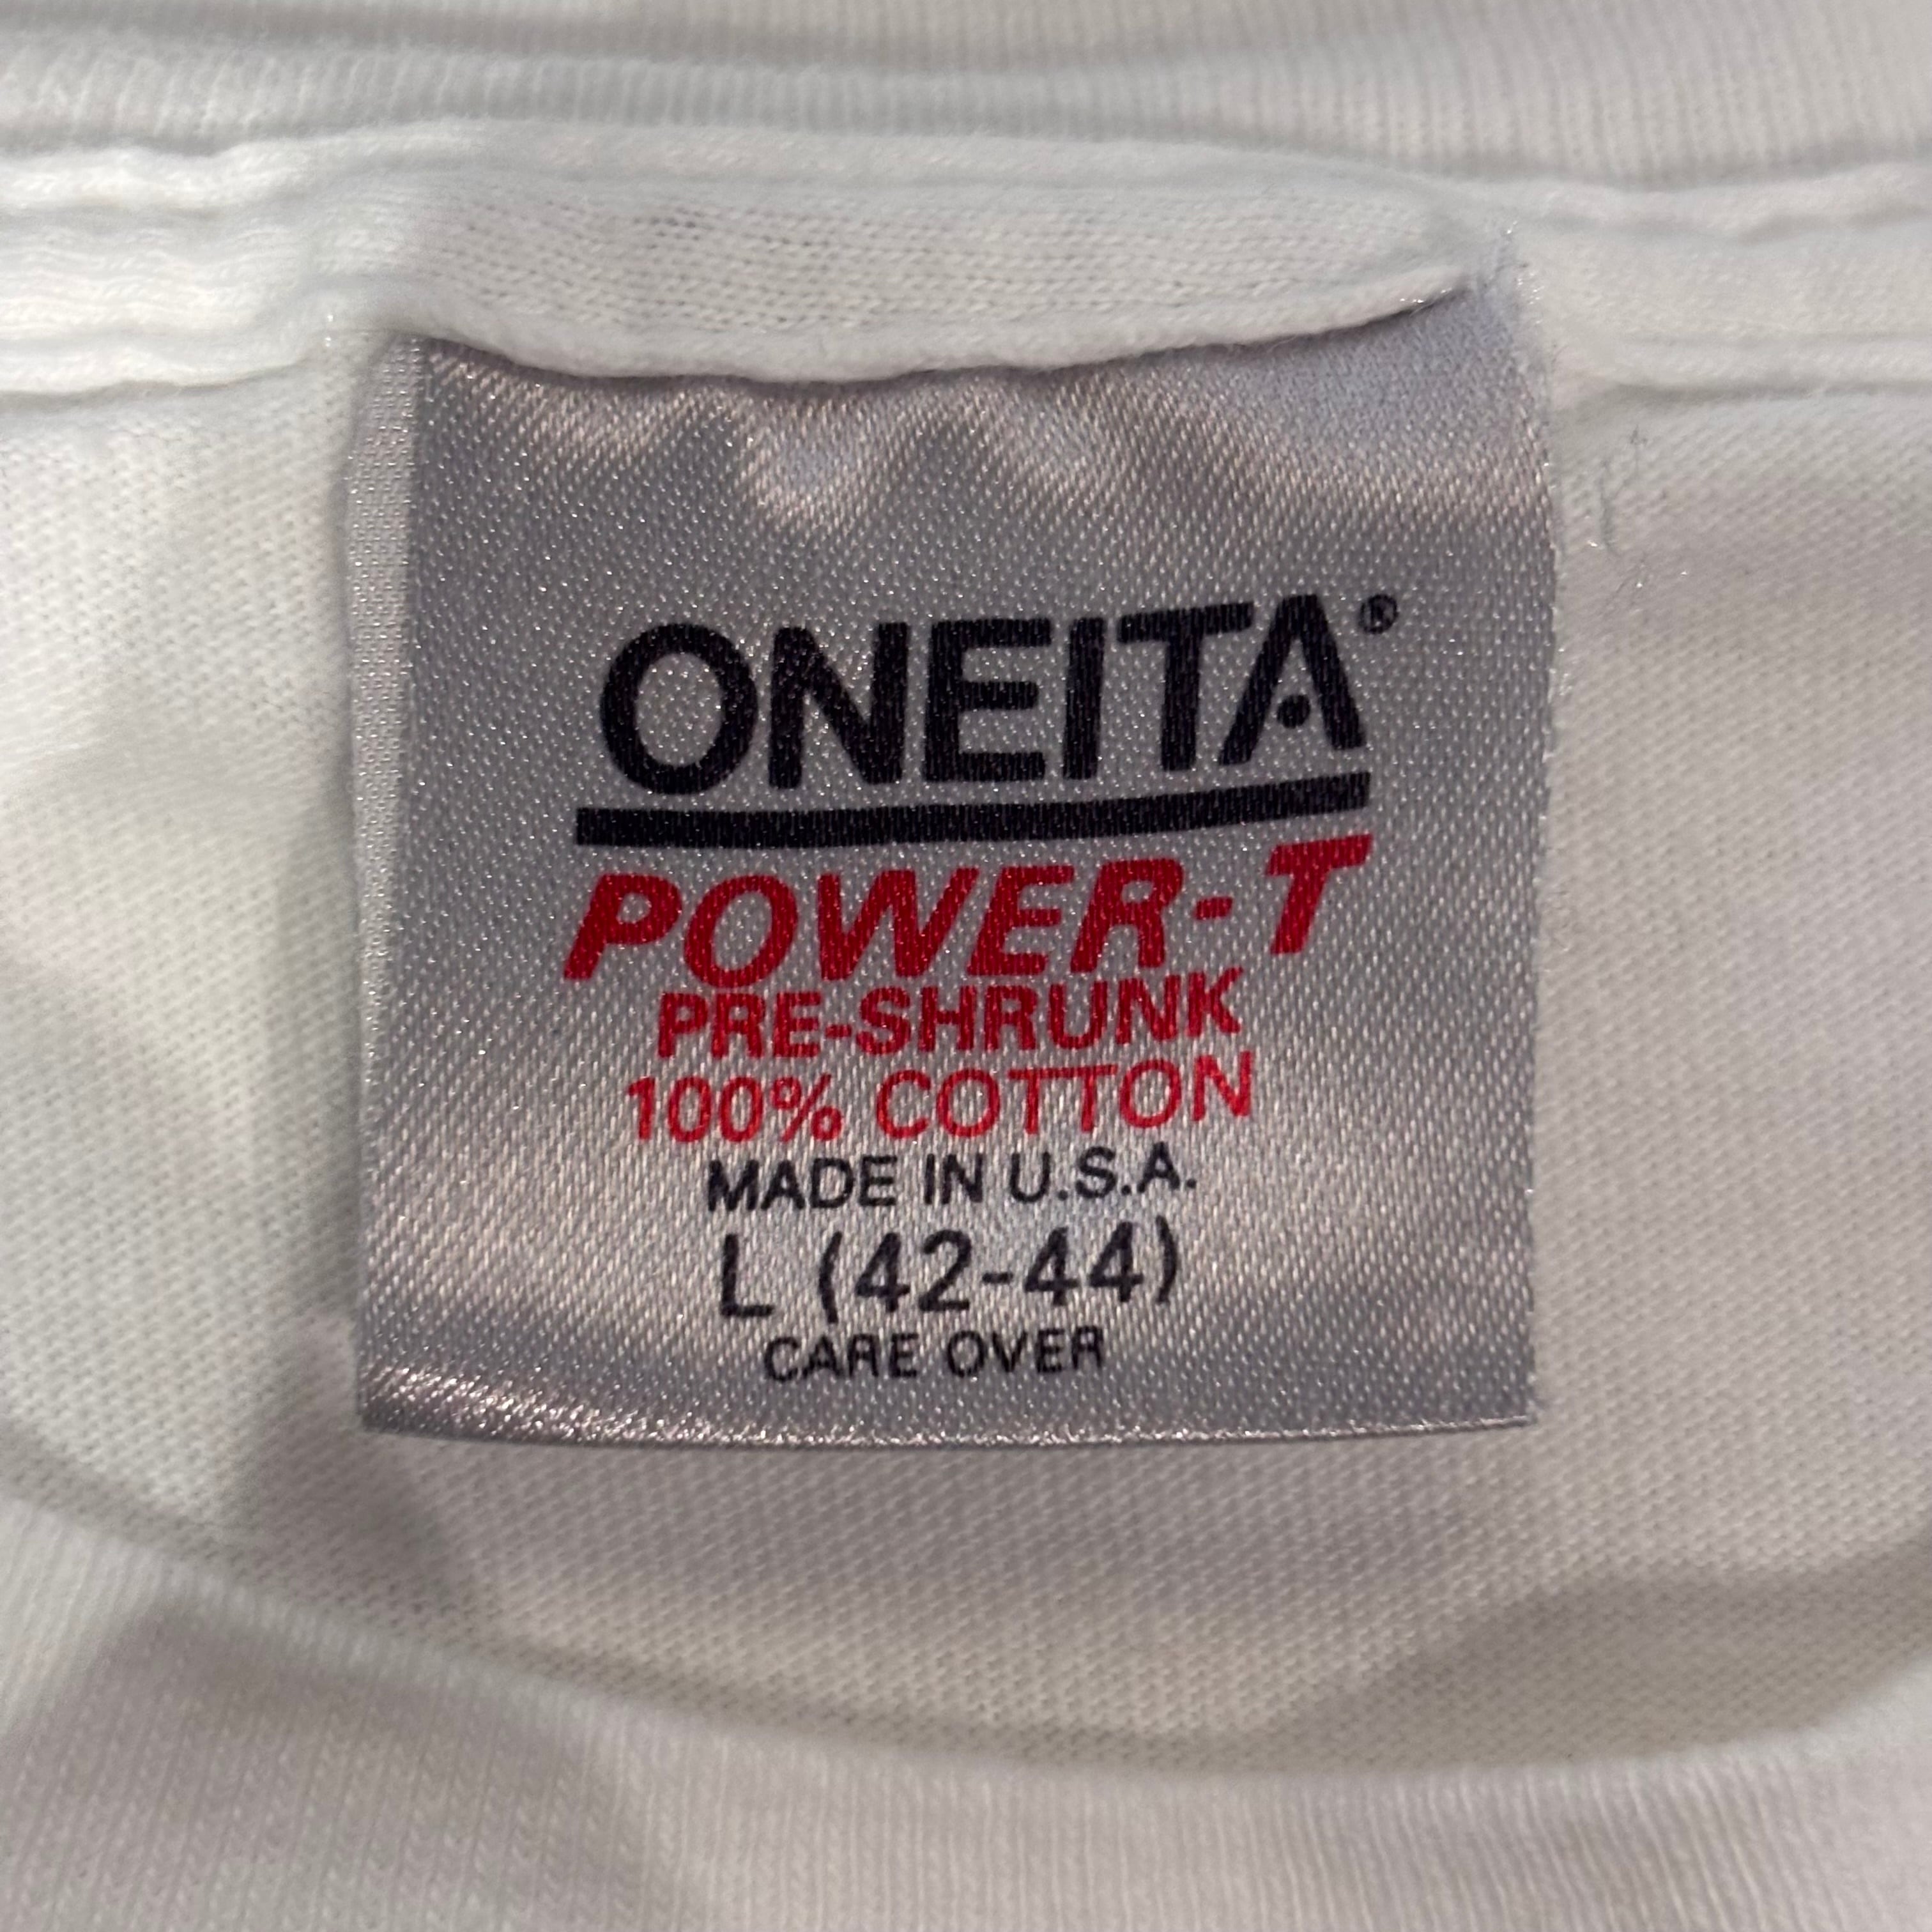 ONEITA®
POWER-T
PRE-SHRUNK
100% COTTON
MADE IN U.S.A.
L (42-44)
CARE OVER